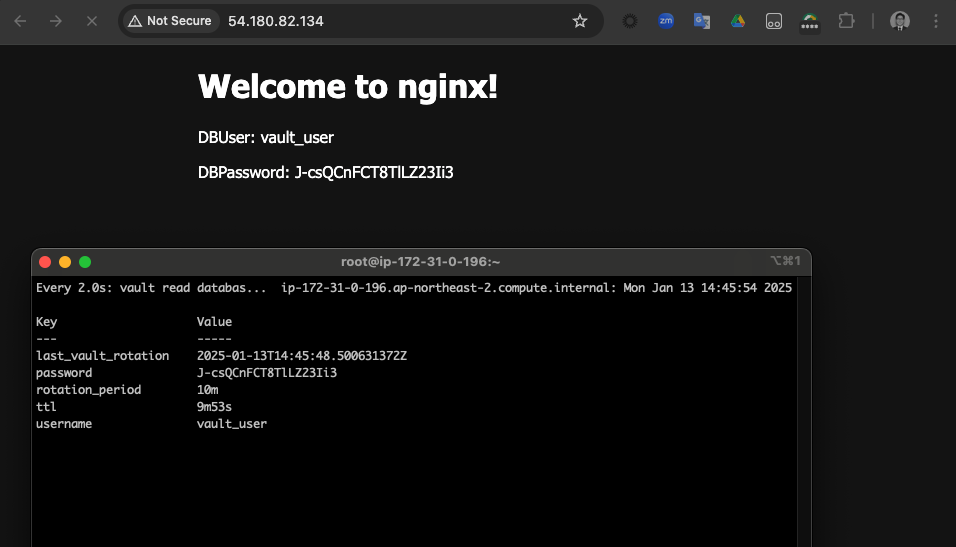 Not Secure 54.180.82.134
zm
Welcome to nginx!
DBUser: vault_user
DBPassword: J-csQCnFCT8TlLZ23Ii3
root@ip-172-31-0-196:~ ⌥⌘1
Every 2.0s: vault read databas... ip-172-31-0-196.ap-northeast-2.compute.internal: Mon Jan 13 14:45:54 2025
Key Value
--- -----
last_vault_rotation 2025-01-13T14:45:48.500631372Z
password J-csQCnFCT8TlLZ23Ii3
rotation_period 10m
ttl 9m53s
username vault_user